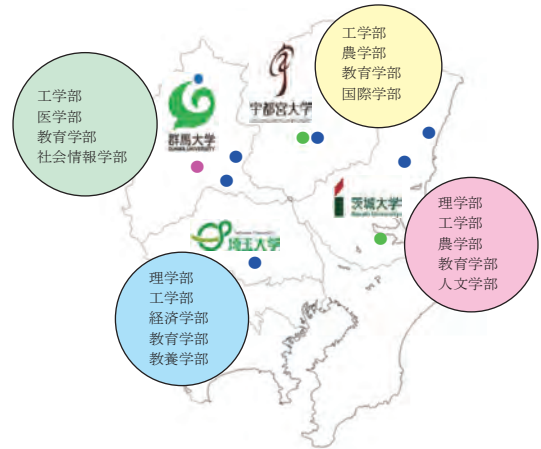 工学部
農学部
教育学部
国際学部
宇都宮大学
工学部
医学部
教育学部
社会情報学部
群馬大学
GUNMA UNIVERSITY
茨城大学
Ibaraki University
理学部
工学部
農学部
教育学部
人文学部
埼玉大学
理学部
工学部
経済学部
教育学部
教養学部